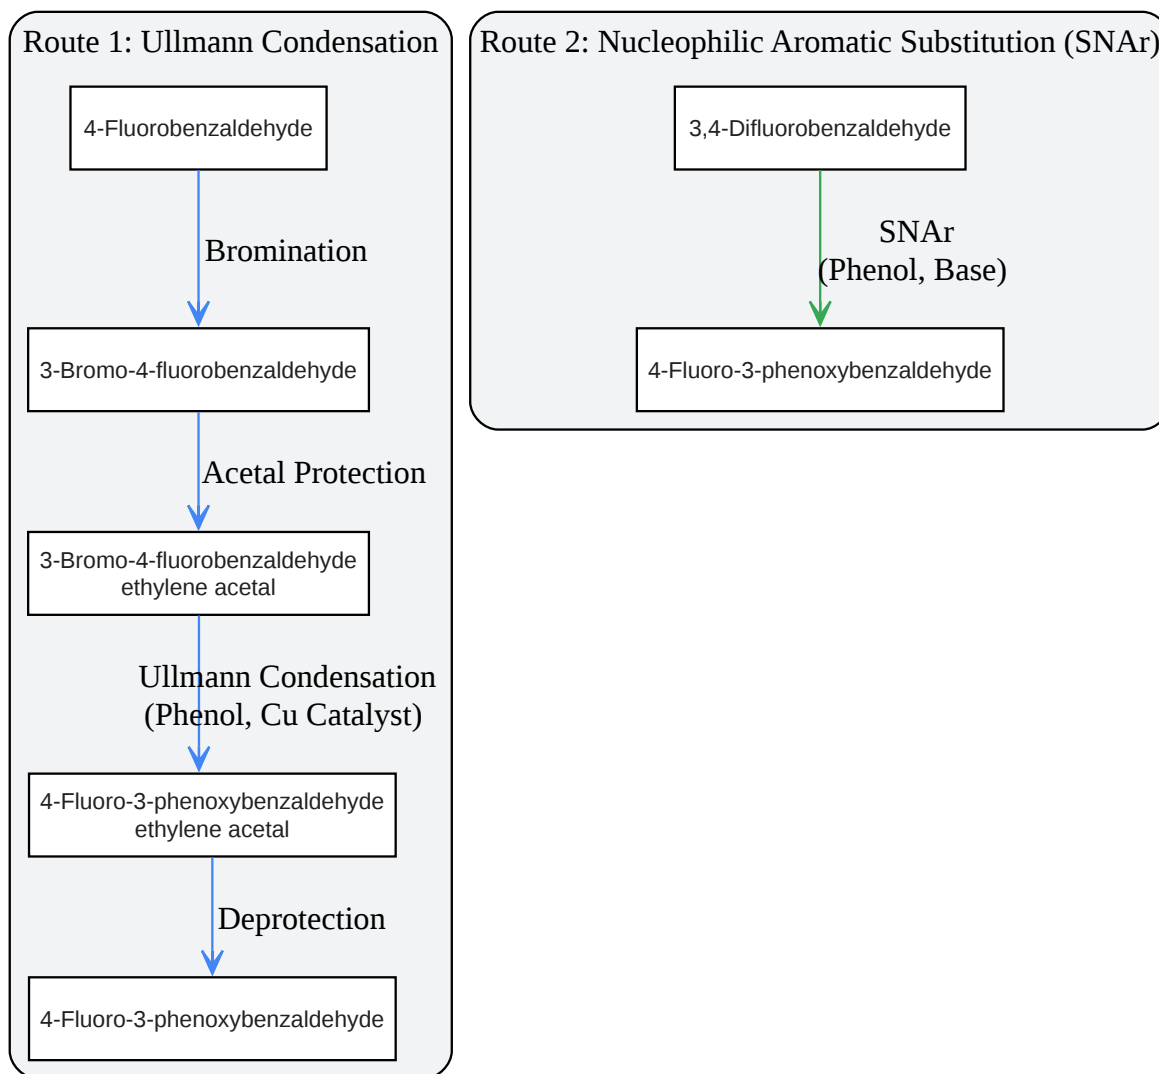 Route 1: Ullmann Condensation
4-Fluorobenzaldehyde
Bromination
3-Bromo-4-fluorobenzaldehyde
Acetal Protection
3-Bromo-4-fluorobenzaldehyde
ethylene acetal
Ullmann Condensation
(Phenol, Cu Catalyst)
4-Fluoro-3-phenoxybenzaldehyde
ethylene acetal
Deprotection
4-Fluoro-3-phenoxybenzaldehyde
Route 2: Nucleophilic Aromatic Substitution (SNAr)
3,4-Difluorobenzaldehyde
SNAr
(Phenol, Base)
4-Fluoro-3-phenoxybenzaldehyde